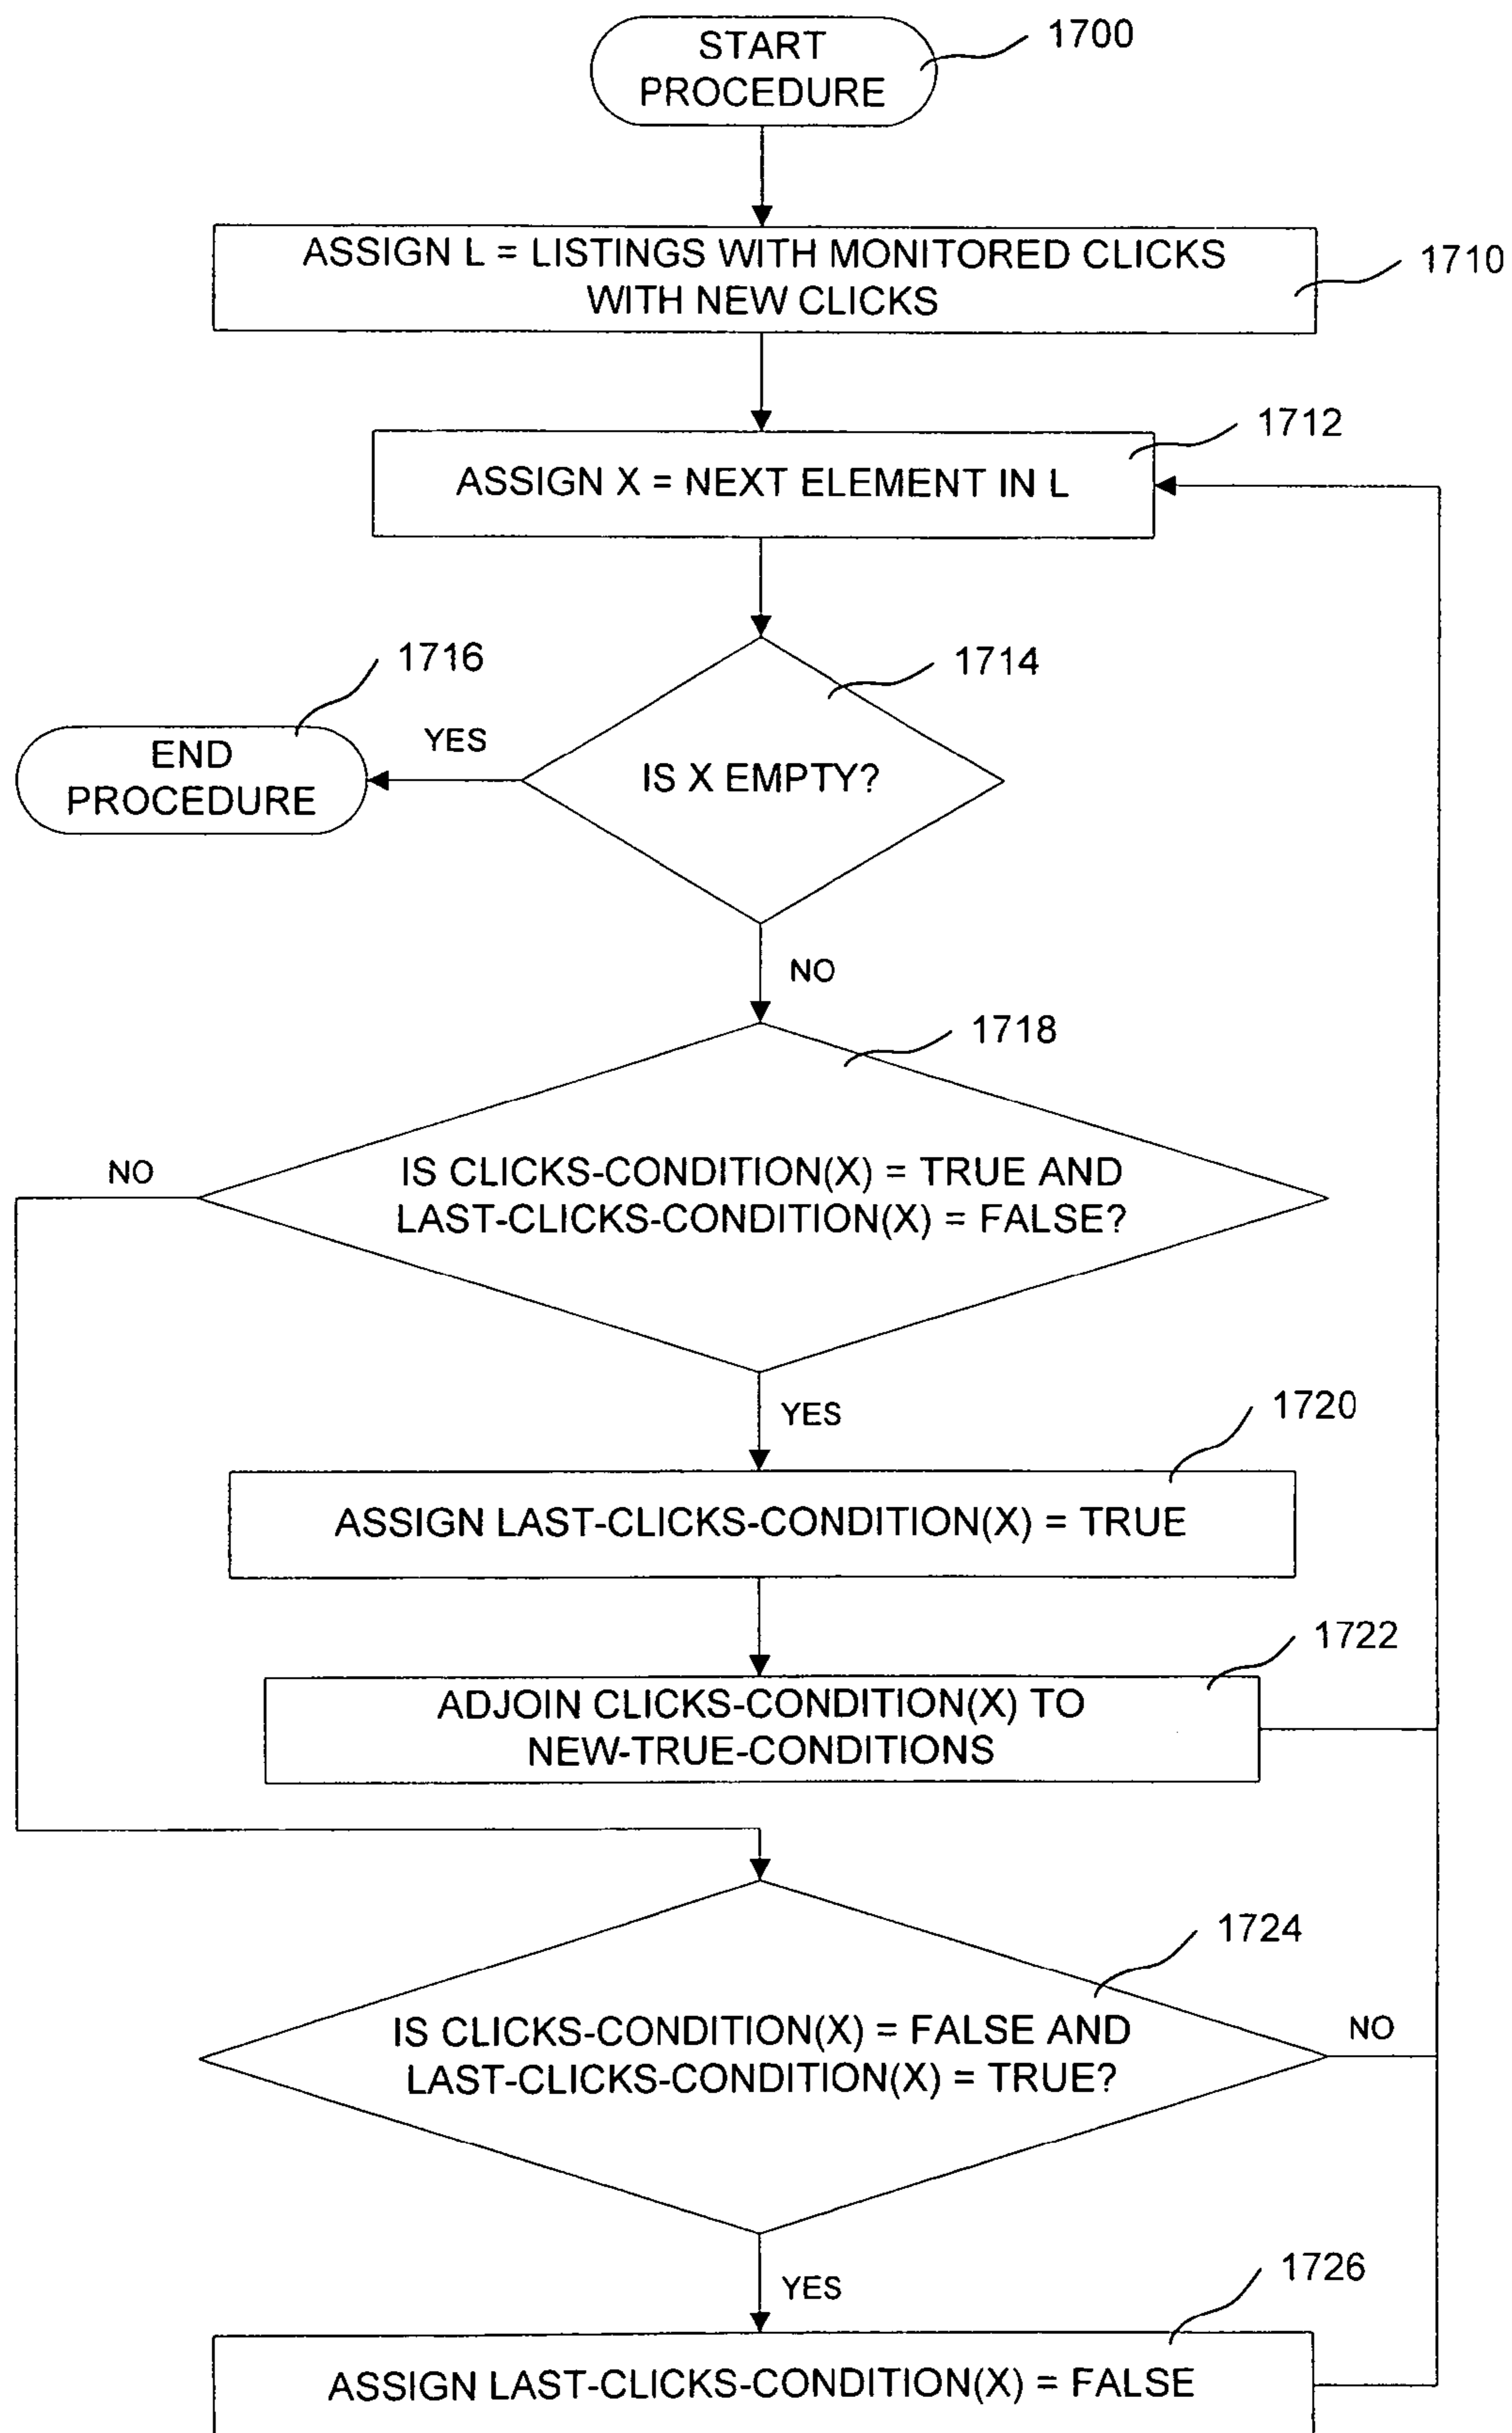 START
PROCEDURE
1700
ASSIGN L = LISTINGS WITH MONITORED CLICKS
WITH NEW CLICKS
1710
1712
ASSIGN X = NEXT ELEMENT IN L
1716
1714
END
PROCEDURE
YES
IS X EMPTY?
NO
1718
NO
IS CLICKS-CONDITION(X) = TRUE AND
LAST-CLICKS-CONDITION(X) = FALSE?
YES
1720
ASSIGN LAST-CLICKS-CONDITION(X) = TRUE
1722
ADJOIN CLICKS-CONDITION(X) TO
NEW-TRUE-CONDITIONS
1724
IS CLICKS-CONDITION(X) = FALSE AND
LAST-CLICKS-CONDITION(X) = TRUE?
NO
YES
1726
ASSIGN LAST-CLICKS-CONDITION(X) = FALSE